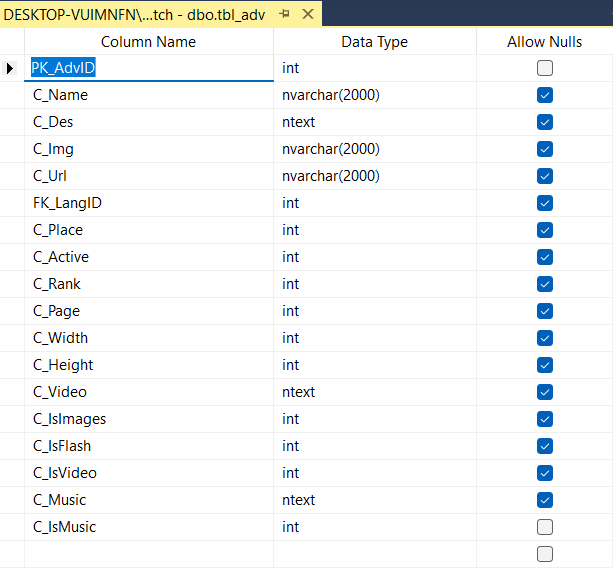 DESKTOP-VUIMNFN\...tch - dbo.tbl_adv
Column Name Data Type Allow Nulls
PK_AdvID int
C_Name nvarchar(2000)
C_Des ntext
C_Img nvarchar(2000)
C_Url nvarchar(2000)
FK_LangID int
C_Place int
C_Active int
C_Rank int
C_Page int
C_Width int
C_Height int
C_Video ntext
C_IsImages int
C_IsFlash int
C_IsVideo int
C_Music ntext
C_IsMusic int